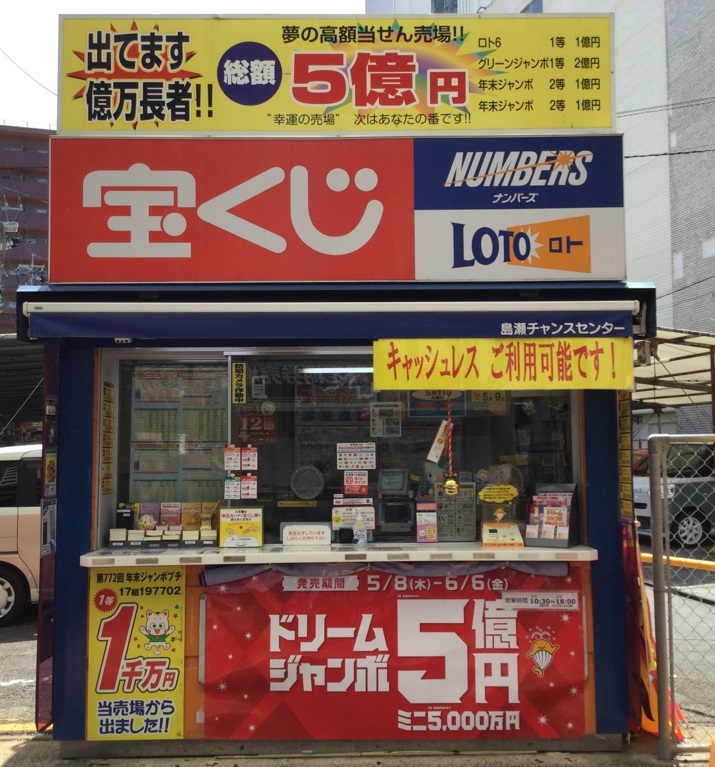 出てます
億万長者!!
総額
夢の高額当せん売場!!
5億円
"幸運の売場" 次はあなたの番です!!
ロト6 1等 1億円
グリーンジャンボ1等 2億円
年末ジャンボ 2等 1億円
年末ジャンボ 2等 1億円
宝くじ
NUMBERS
ナンバーズ
LOTO ロト
島瀬チャンスセンター
キャッシュレス ご利用可能です!
防犯カメラ作動中
第772回 年末ジャンボプチ
17組197702
1等
1千万円
当売場から
出ました!!
発売期間 5/8(木)-6/6(金)
営業時間 10:30~18:00
ドリーム
ジャンボ
5億円
ミニ5,000万円